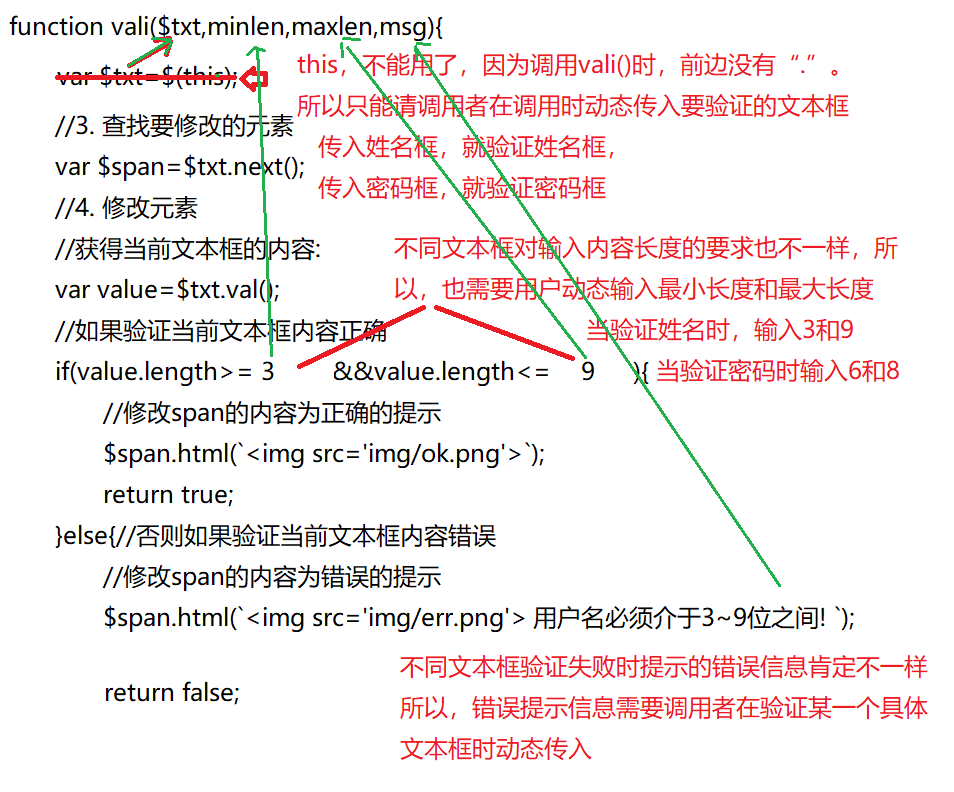 function vali($txt,minlen,maxlen,msg){
var $txt=$(this);
this，不能用了，因为调用vali()时，前边没有“.”。
所以只能请调用者在调用时动态传入要验证的文本框
//3. 查找要修改的元素
传入姓名框，就验证姓名框，
var $span=$txt.next();
传入密码框，就验证密码框
//4. 修改元素
//获得当前文本框的内容:
不同文本框对输入内容长度的要求也不一样，所
var value=$txt.val();
以，也需要用户动态输入最小长度和最大长度
//如果验证当前文本框内容正确
当验证姓名时，输入3和9
if(value.length>= 3 &&value.length<= 9 ){
当验证密码时输入6和8
//修改span的内容为正确的提示
$span.html(`<img src='img/ok.png'>`);
return true;
}else{//否则如果验证当前文本框内容错误
//修改span的内容为错误的提示
$span.html(`<img src='img/err.png'> 用户名必须介于3~9位之间! `);
不同文本框验证失败时提示的错误信息肯定不一样
return false;
所以，错误提示信息需要调用者在验证某一个具体
文本框时动态传入